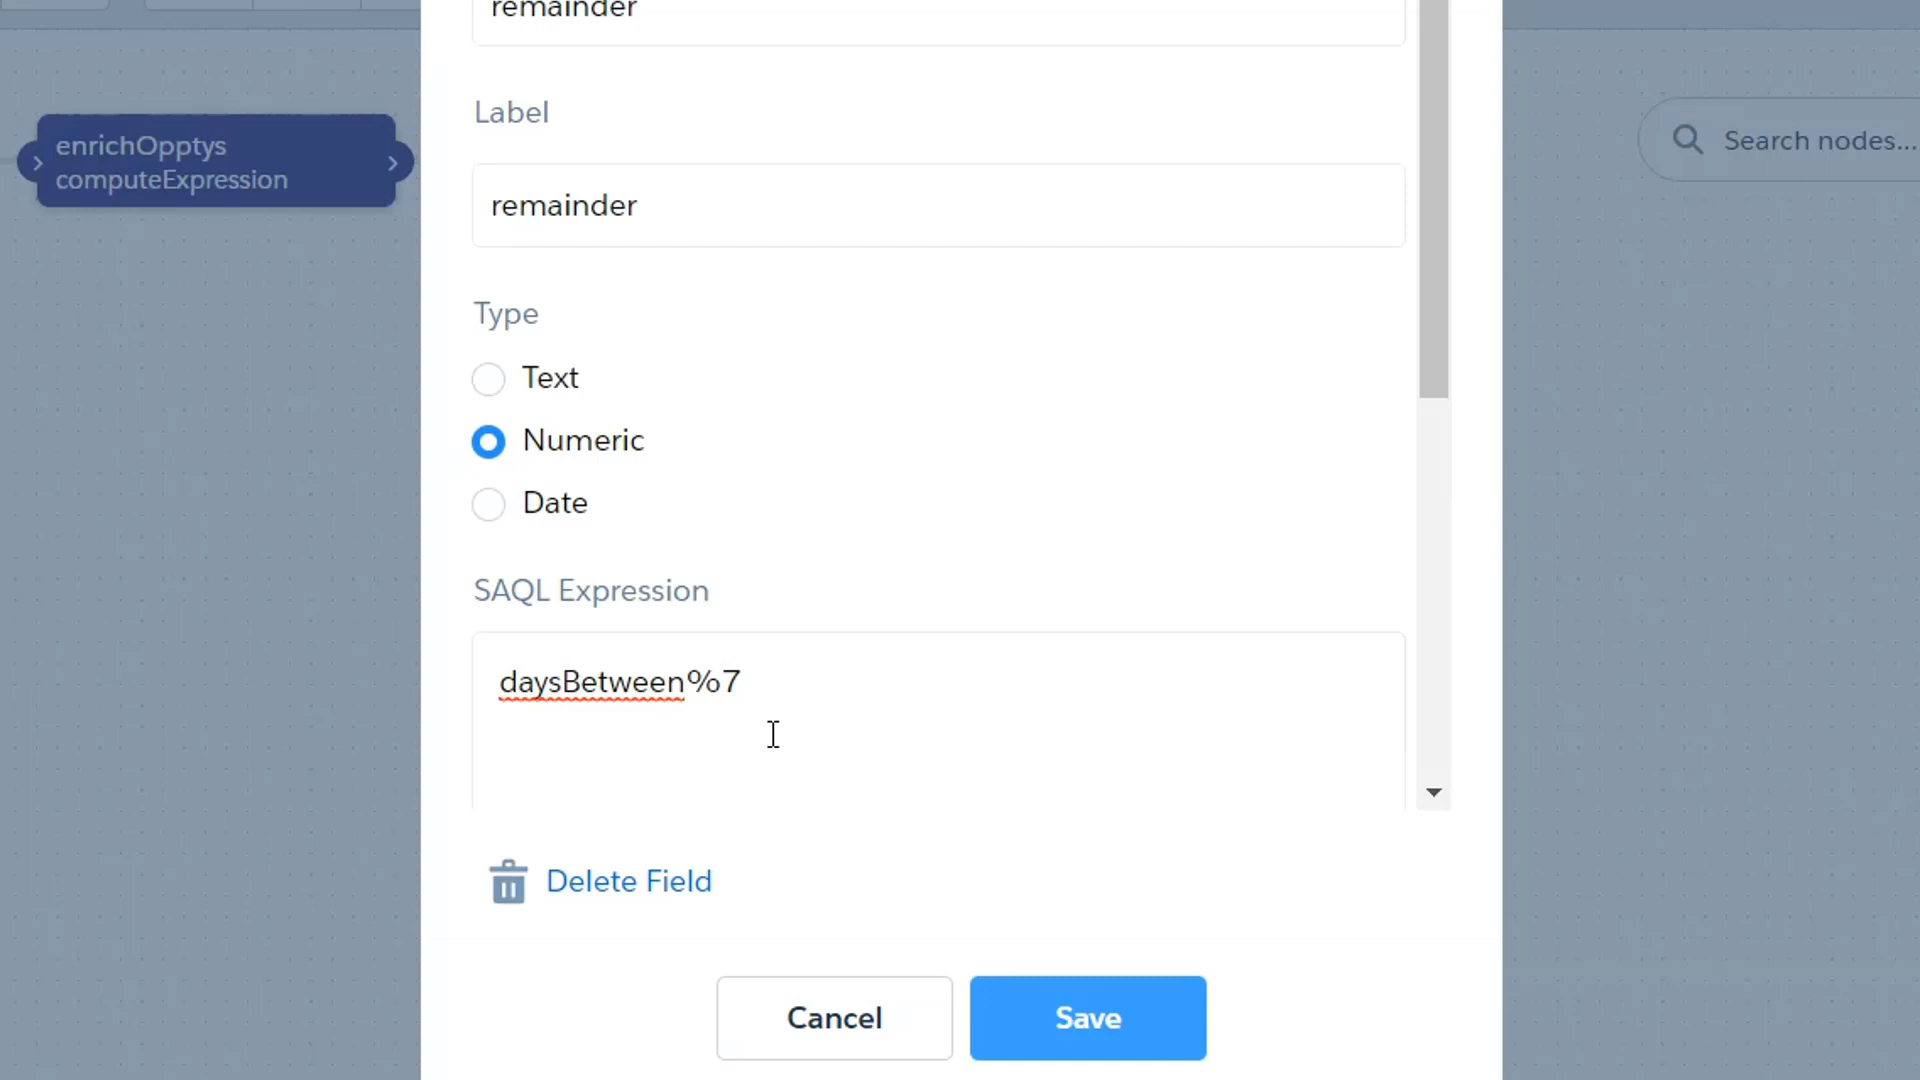 remainder
Label
enrichOpptys
computeExpression
Search nodes...
remainder
Type
Text
Numeric
Date
SAQL Expression
daysBetween%7
Delete Field
Cancel
Save